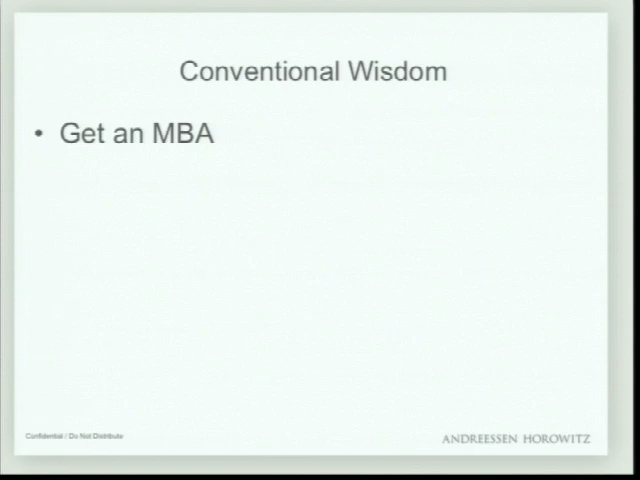 Conventional Wisdom
• Get an MBA
Confidential / Do Not Distribute
ANDREESSEN HOROWITZ